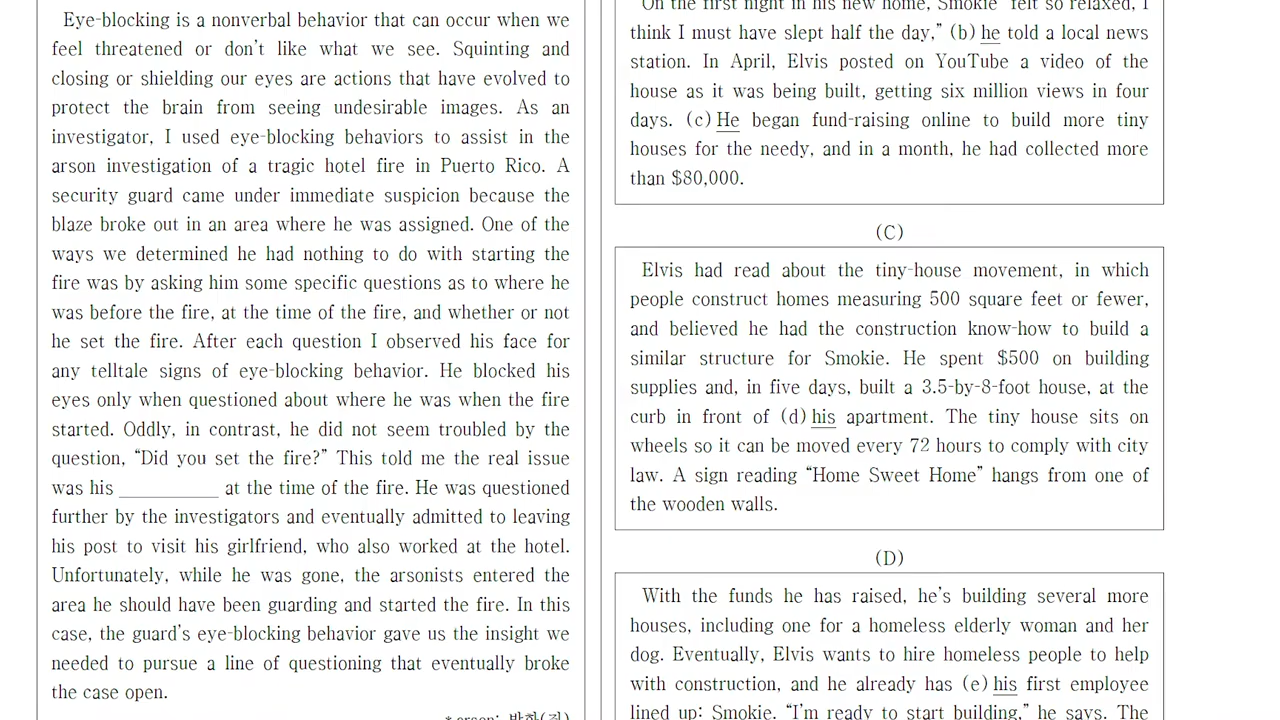 Eye-blocking is a nonverbal behavior that can occur when we
feel threatened or don't like what we see. Squinting and
closing or shielding our eyes are actions that have evolved to
protect the brain from seeing undesirable images. As an
investigator, I used eye-blocking behaviors to assist in the
arson investigation of a tragic hotel fire in Puerto Rico. A
security guard came under immediate suspicion because the
blaze broke out in an area where he was assigned. One of the
ways we determined he had nothing to do with starting the
fire was by asking him some specific questions as to where he
was before the fire, at the time of the fire, and whether or not
he set the fire. After each question I observed his face for
any telltale signs of eye-blocking behavior. He blocked his
eyes only when questioned about where he was when the fire
started. Oddly, in contrast, he did not seem troubled by the
question, “Did you set the fire?” This told me the real issue
was his __________ at the time of the fire. He was questioned
further by the investigators and eventually admitted to leaving
his post to visit his girlfriend, who also worked at the hotel.
Unfortunately, while he was gone, the arsonists entered the
area he should have been guarding and started the fire. In this
case, the guard's eye-blocking behavior gave us the insight we
needed to pursue a line of questioning that eventually broke
the case open.
* arson: 방화(죄)
On the first night in his new home, Smokie “felt so relaxed, I
think I must have slept half the day,” (b) he told a local news
station. In April, Elvis posted on YouTube a video of the
house as it was being built, getting six million views in four
days. (c) He began fund-raising online to build more tiny
houses for the needy, and in a month, he had collected more
than $80,000.
(C)
Elvis had read about the tiny-house movement, in which
people construct homes measuring 500 square feet or fewer,
and believed he had the construction know-how to build a
similar structure for Smokie. He spent $500 on building
supplies and, in five days, built a 3.5-by-8-foot house, at the
curb in front of (d) his apartment. The tiny house sits on
wheels so it can be moved every 72 hours to comply with city
law. A sign reading “Home Sweet Home” hangs from one of
the wooden walls.
(D)
With the funds he has raised, he's building several more
houses, including one for a homeless elderly woman and her
dog. Eventually, Elvis wants to hire homeless people to help
with construction, and he already has (e) his first employee
lined up: Smokie. “I'm ready to start building,” he says. The